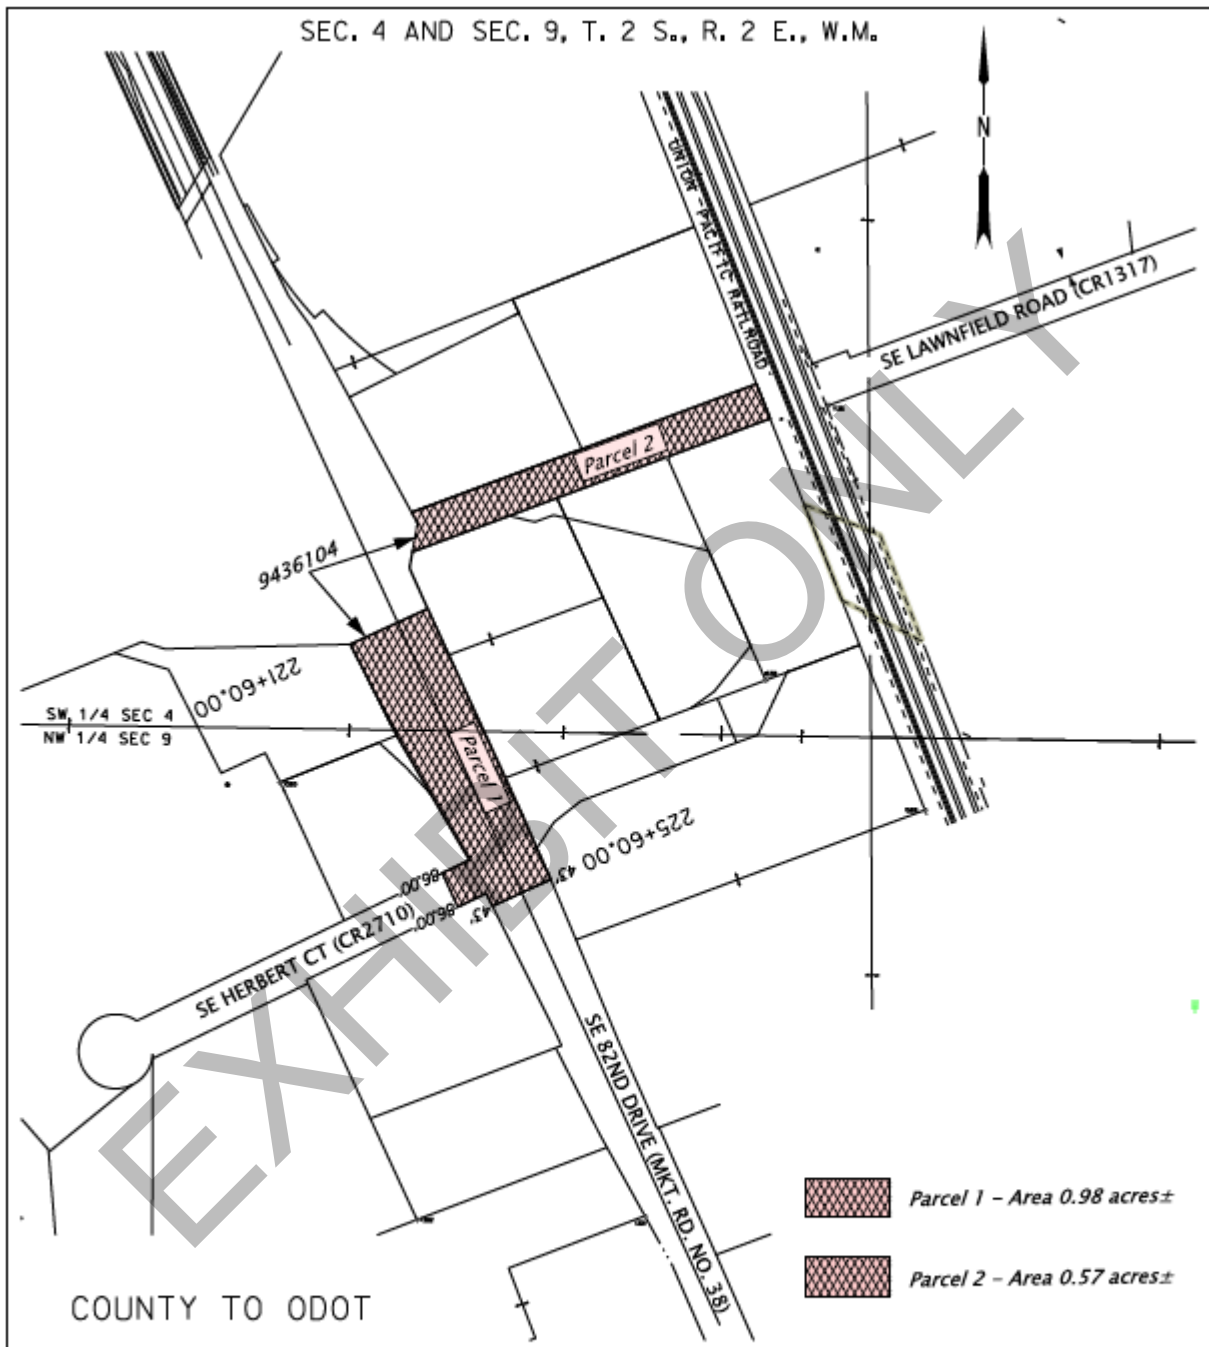 SEC. 4 AND SEC. 9, T. 2 S., R. 2 E., W.M.
N
UNION PACIFIC RAILROAD
SE LAWNFIELD ROAD (CR1317)
Parcel 2
9436104
221+60.00
SW 1/4 SEC 4
NW 1/4 SEC 9
Parcel 1
225+60.00
86.00'
43'
86.00'
43'
SE HERBERT CT (CR2710)
SE 82ND DRIVE (MKT. RD. NO. 38)
EXHIBIT ONLY
Parcel 1 - Area 0.98 acres±
Parcel 2 - Area 0.57 acres±
COUNTY TO ODOT